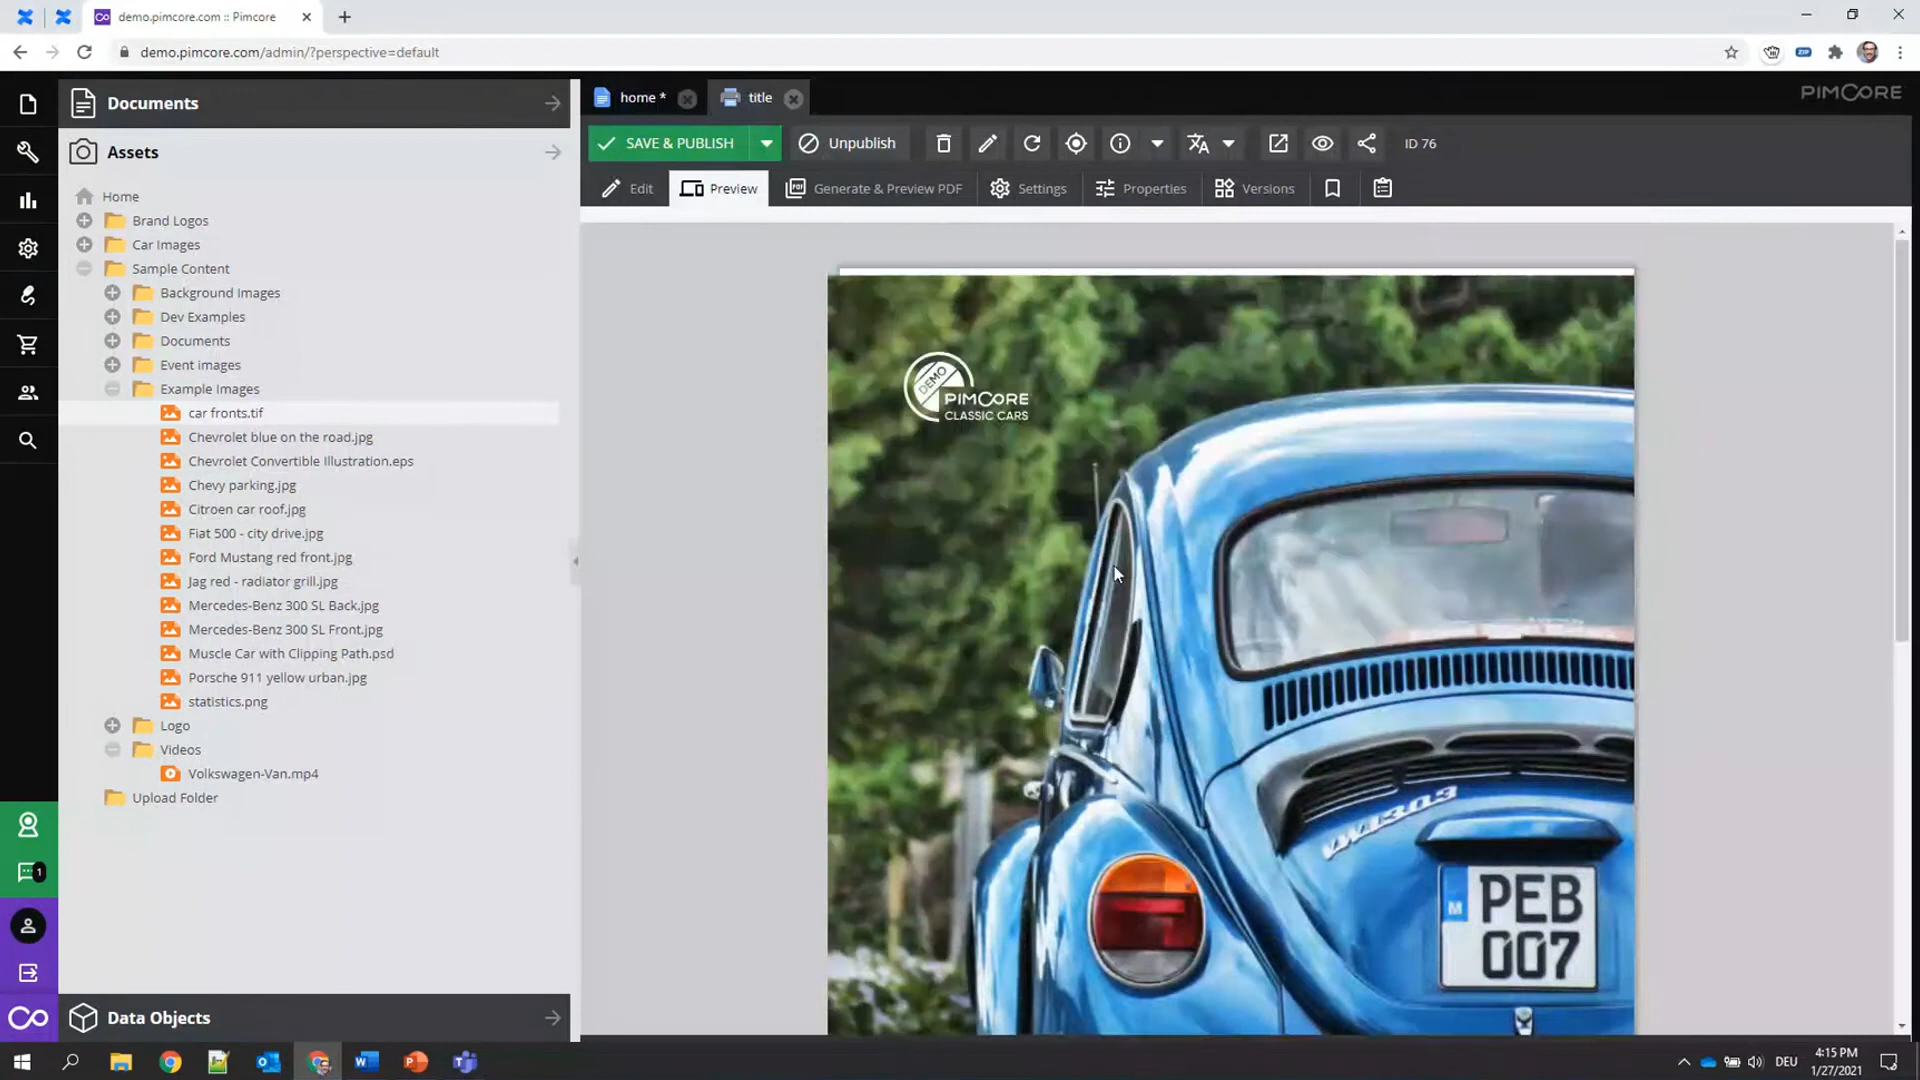 demo.pimcore.com :: Pimcore
demo.pimcore.com/admin/?perspective=default
ZIP
Documents
home *
title
PIMCORE
Assets
SAVE & PUBLISH
Unpublish
ID 76
Edit
Preview
PDF
Generate & Preview PDF
Settings
Properties
Versions
Home
Brand Logos
Car Images
Sample Content
Background Images
Dev Examples
Documents
Event images
Example Images
car fronts.tif
Chevrolet blue on the road.jpg
Chevrolet Convertible Illustration.eps
Chevy parking.jpg
Citroen car roof.jpg
Fiat 500 - city drive.jpg
Ford Mustang red front.jpg
Jag red - radiator grill.jpg
Mercedes-Benz 300 SL Back.jpg
Mercedes-Benz 300 SL Front.jpg
Muscle Car with Clipping Path.psd
Porsche 911 yellow urban.jpg
statistics.png
Logo
Videos
Volkswagen-Van.mp4
Upload Folder
1
Data Objects
DEMO
PIMCORE
CLASSIC CARS
VW1303
M
PEB
007
DEU
4:15 PM
1/27/2021